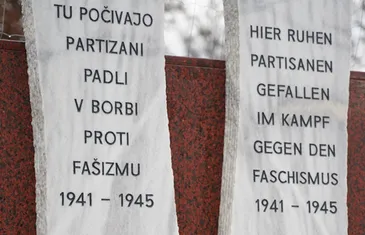 TU POČIVAJO
PARTIZANI
PADLI
V BORBI
PROTI
FAŠIZMU
1941 – 1945
HIER RUHEN
PARTISANEN
GEFALLEN
IM KAMPF
GEGEN DEN
FASCHISMUS
1941 – 1945